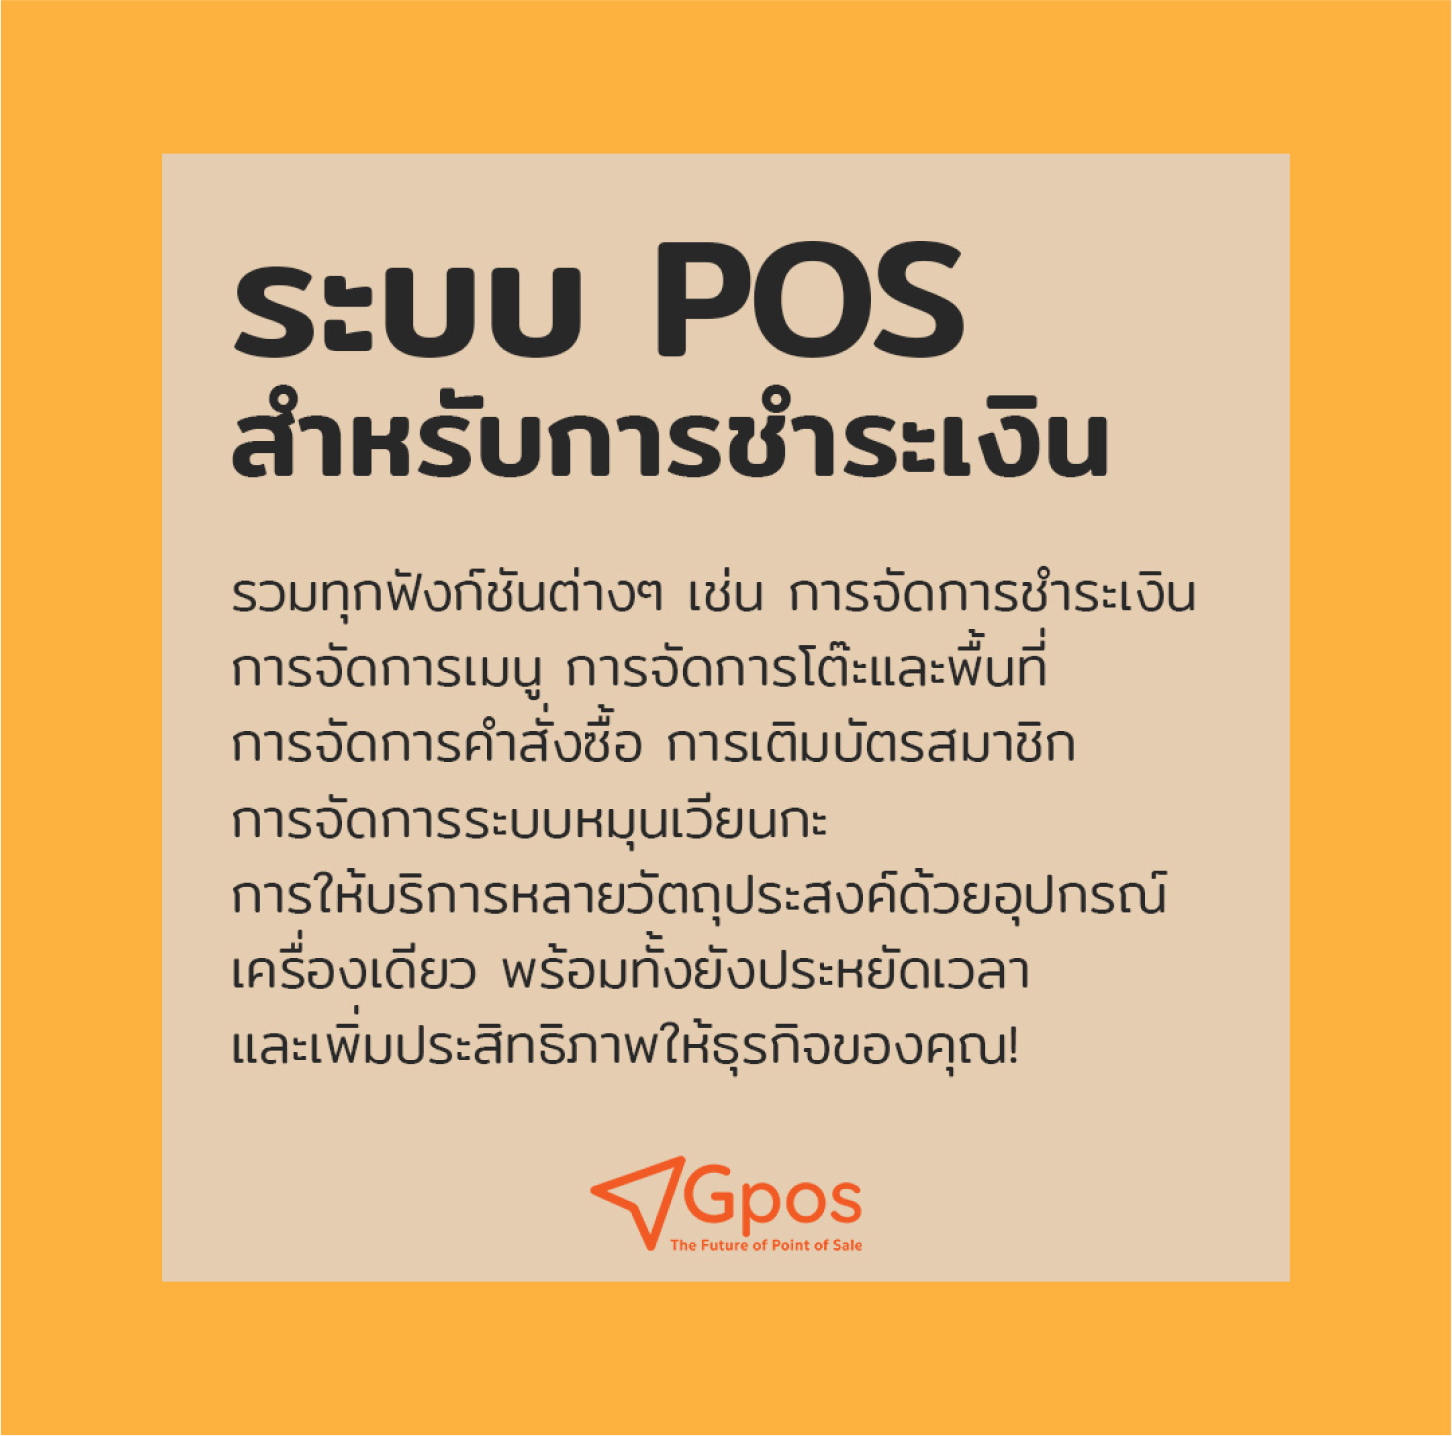 ระบบ POS
สำหรับการชำระเงิน
รวมทุกฟังก์ชันต่างๆ เช่น การจัดการชำระเงิน
การจัดการเมนู การจัดการโต๊ะและพื้นที่
การจัดการคำสั่งซื้อ การเติมบัตรสมาชิก
การจัดการระบบหมุนเวียนกะ
การให้บริการหลายวัตถุประสงค์ด้วยอุปกรณ์
เครื่องเดียว พร้อมทั้งยังประหยัดเวลา
และเพิ่มประสิทธิภาพให้ธุรกิจของคุณ!
Gpos
The Future of Point of Sale